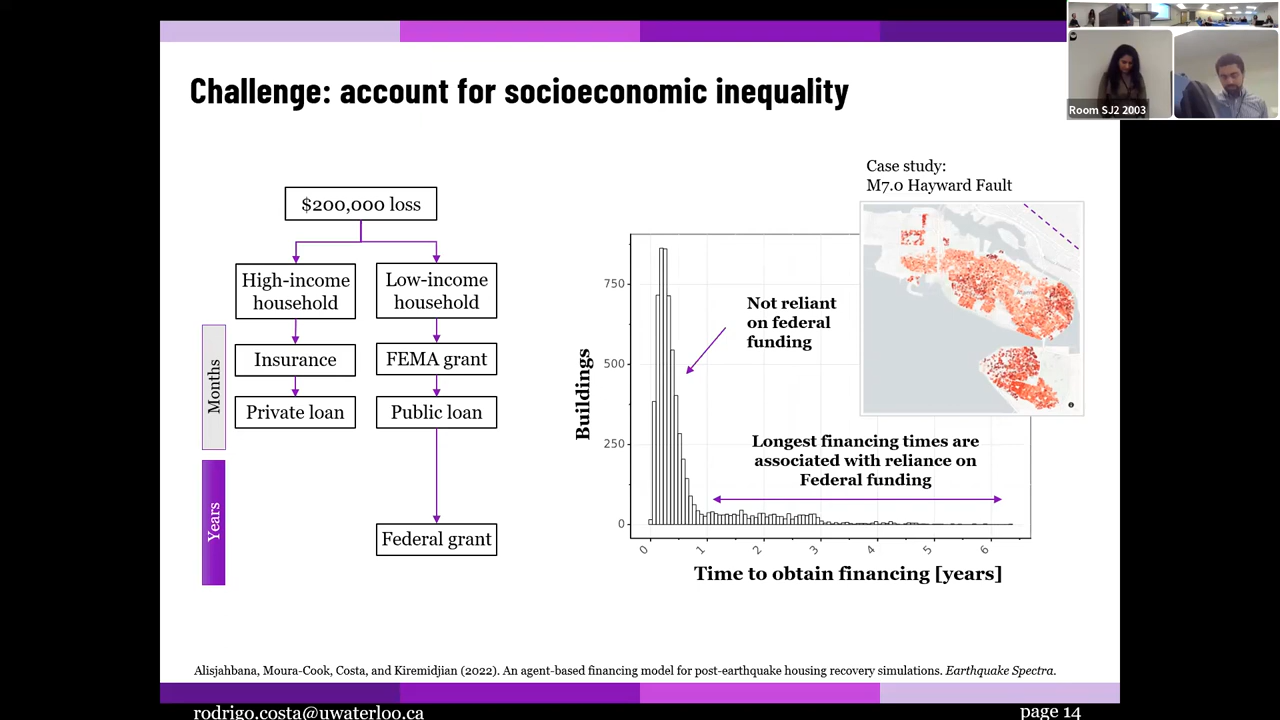 Challenge: account for socioeconomic inequality
Room SJ2 2003
$200,000 loss
High-income
household
Low-income
household
Months
Insurance
FEMA grant
Private loan
Public loan
Years
Federal grant
Case study:
M7.0 Hayward Fault
Buildings
750
500
250
0
Not reliant
on federal
funding
Longest financing times are
associated with reliance on
Federal funding
0 1 2 3 4 5 6
Time to obtain financing [years]
Alisjahbana, Moura-Cook, Costa, and Kiremidjian (2022). An agent-based financing model for post-earthquake housing recovery simulations. Earthquake Spectra.
rodrigo.costa@uwaterloo.ca
page 14